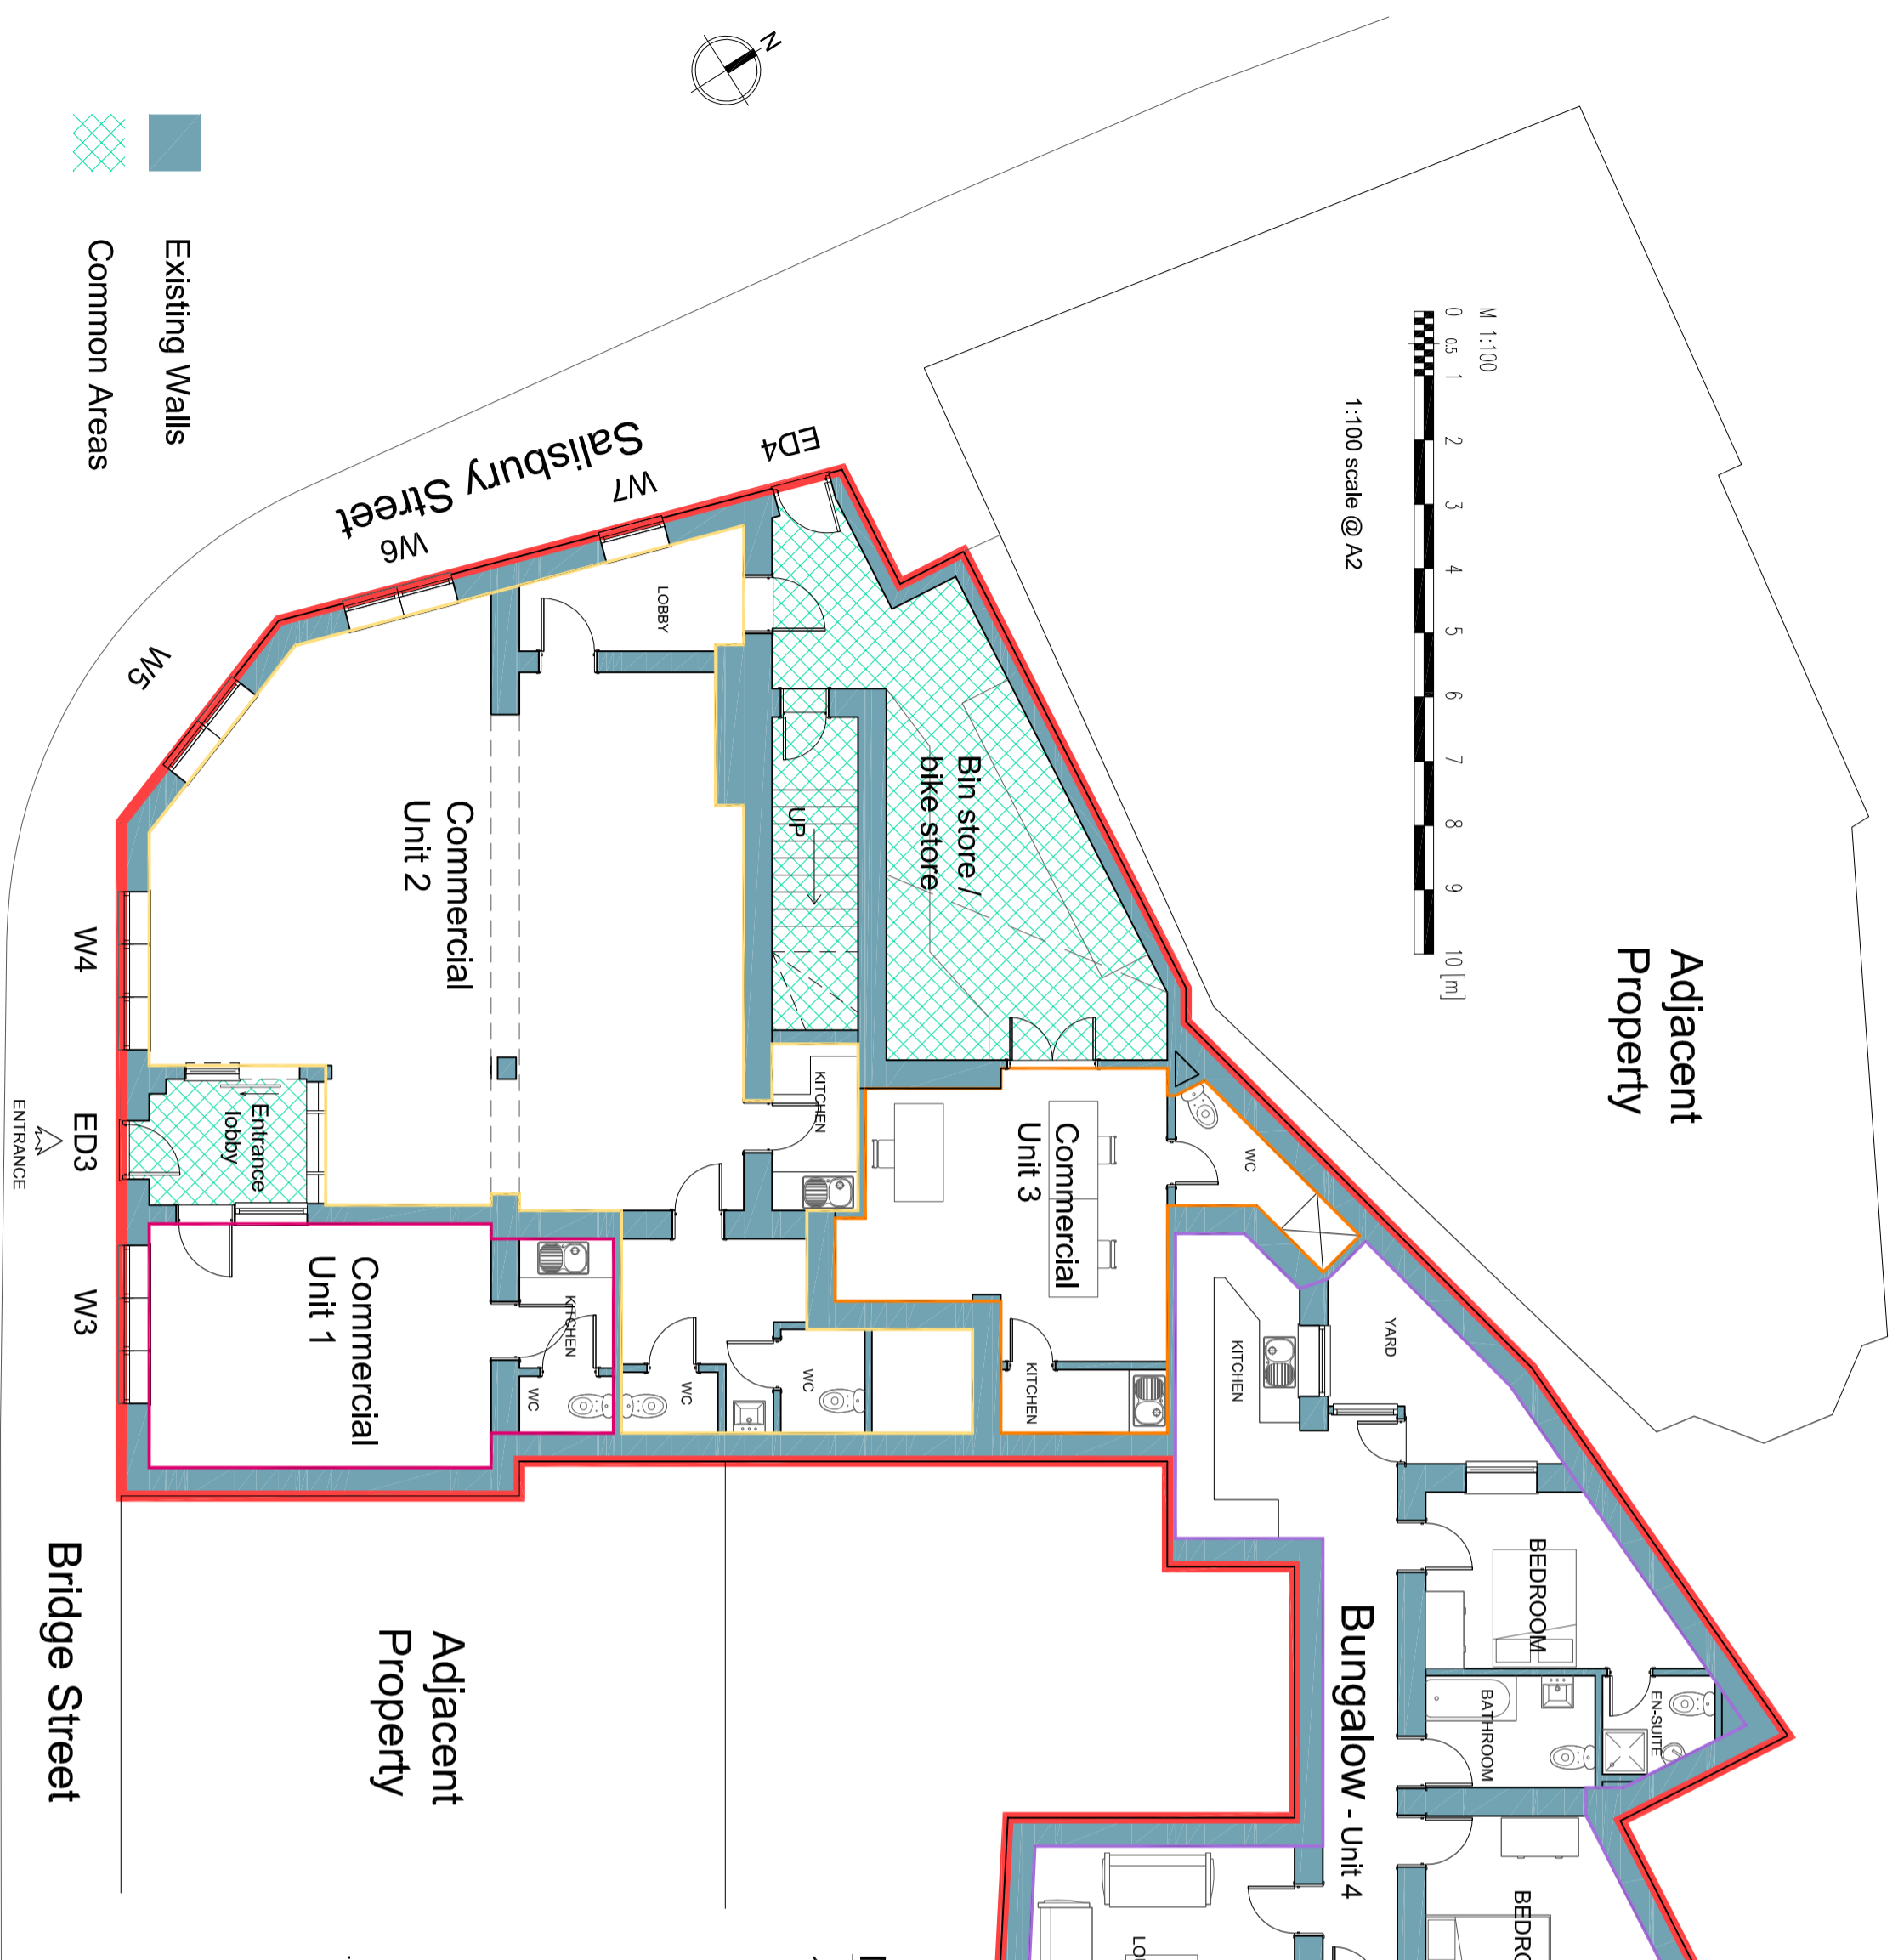 N
Existing Walls
Common Areas
M 1:100
0 0.5 1 2 3 4 5 6 7 8 9 10 [m]
1:100 scale @ A2
Adjacent
Property
Salisbury Street
ED4
W7
W6
W5
W4
ED3
W3
ENTRANCE
Bridge Street
LOBBY
Bin store /
bike store
UP
Commercial
Unit 2
KITCHEN
Entrance
lobby
Commercial
Unit 3
WC
KITCHEN
Commercial
Unit 1
KITCHEN
WC
WC
WC
YARD
KITCHEN
BEDROOM
BATHROOM
EN-SUITE
Bungalow - Unit 4
BEDRO
LO
Adjacent
Property